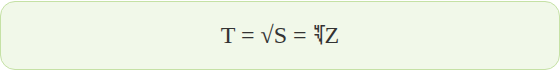 T = √S = ∜Z